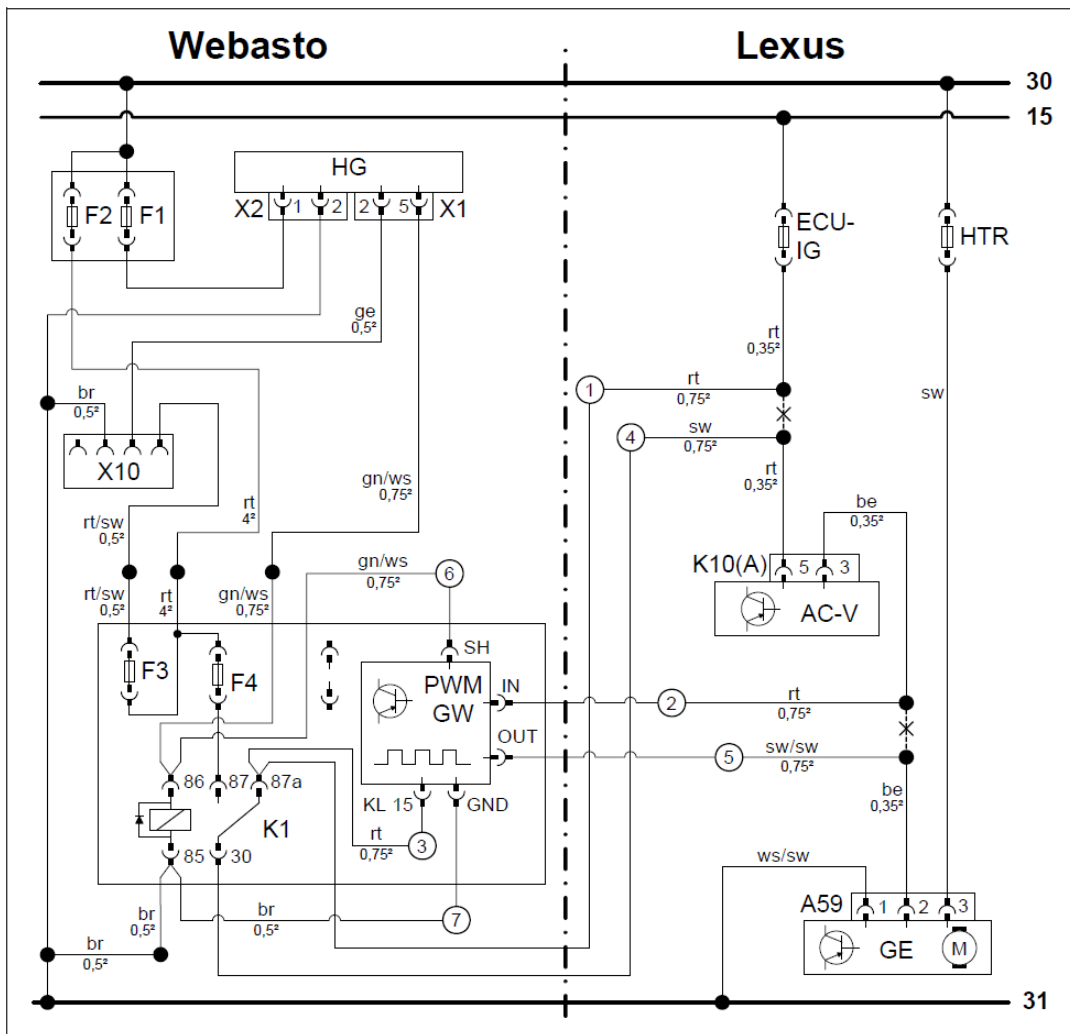 Webasto Lexus
30
15
HG
F2 F1
X2 1 2 2 5 X1
ECU-
IG
HTR
ge
0,5²
rt
0,35²
br
0,5²
1
rt
0,75²
sw
4
sw
0,75²
X10
gn/ws
0,75²
rt
0,35²
rt/sw
0,5²
rt
4²
be
0,35²
gn/ws
0,75²
6
K10(A) 5 3
AC-V
rt/sw
0,5²
rt
4²
gn/ws
0,75²
SH
F3 F4
PWM
GW
IN
2
rt
0,75²
OUT
5
sw/sw
0,75²
86 87 87a
KL 15 GND
be
0,35²
K1
rt
0,75²
3
85 30
ws/sw
br
0,5²
br
0,5²
7
A59 1 2 3
GE M
br
0,5²
31